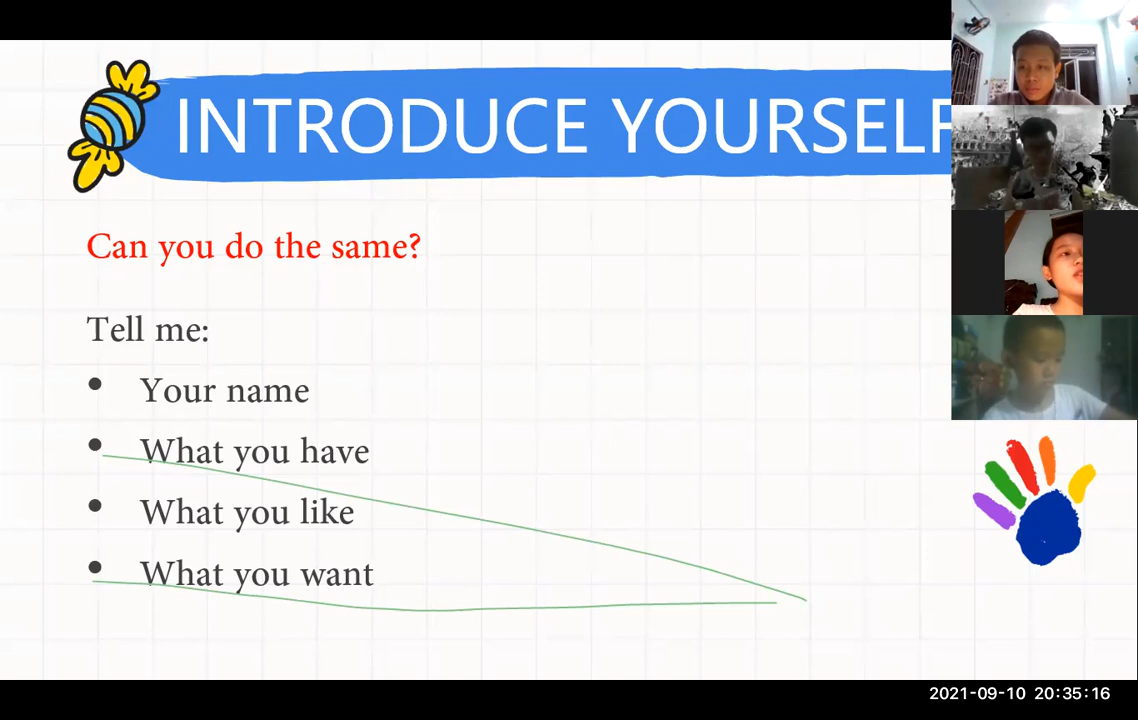 INTRODUCE YOURSELF
Can you do the same?
Tell me:
• Your name
• What you have
• What you like
• What you want
2021-09-10 20:35:16